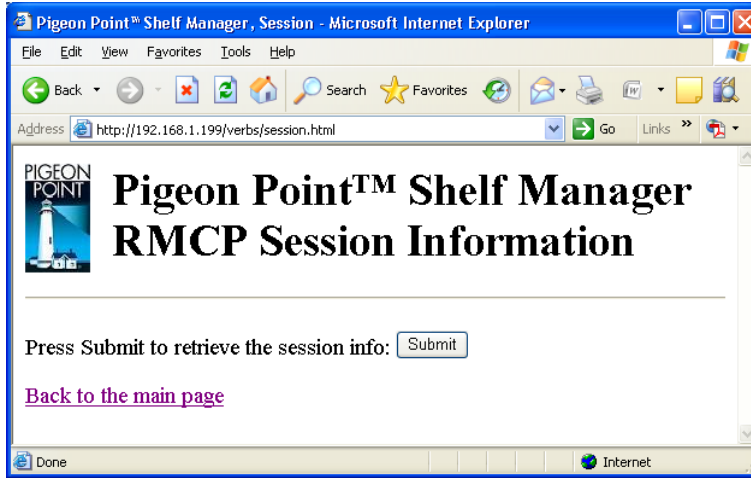 Pigeon Point™ Shelf Manager, Session - Microsoft Internet Explorer
File Edit View Favorites Tools Help
Back Search Favorites W
Address http://192.168.1.199/verbs/session.html Go Links »
PIGEON
POINT
Pigeon Point™ Shelf Manager
RMCP Session Information
Press Submit to retrieve the session info: Submit
Back to the main page
Done Internet